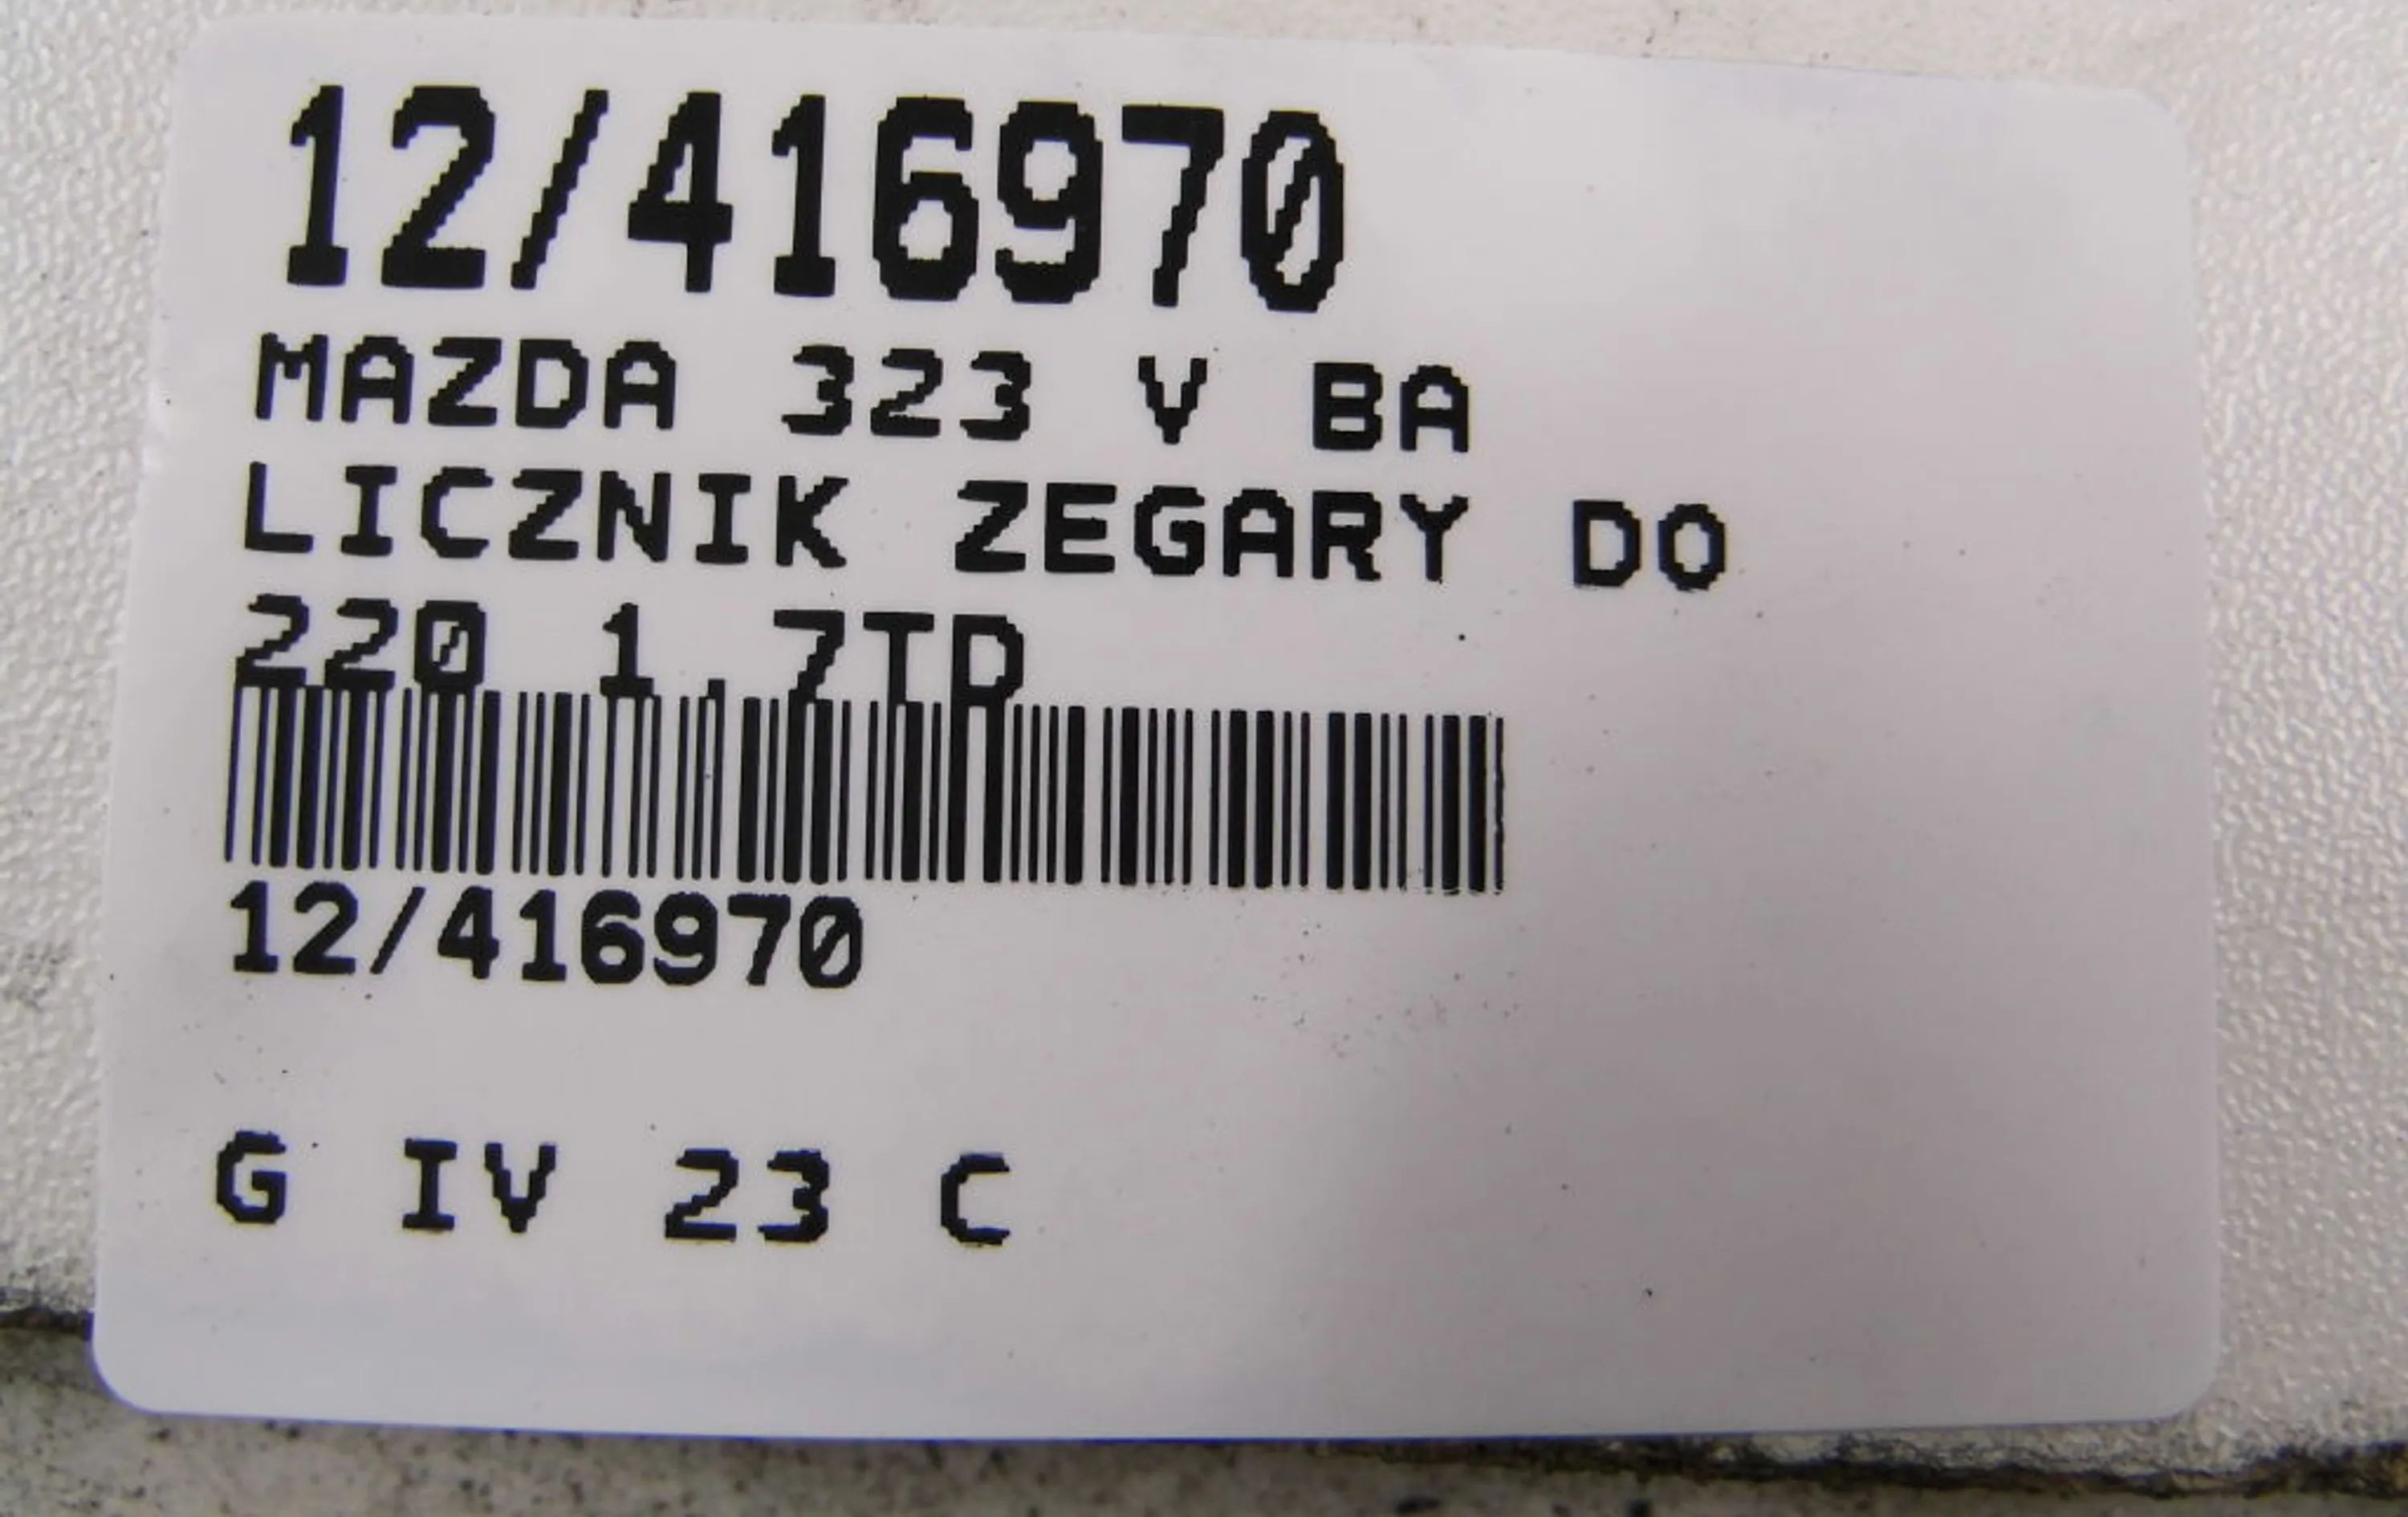 12/416970
MAZDA 323 V BA
LICZNIK ZEGARY DO
220 1.7TD
12/416970
G IV 23 C